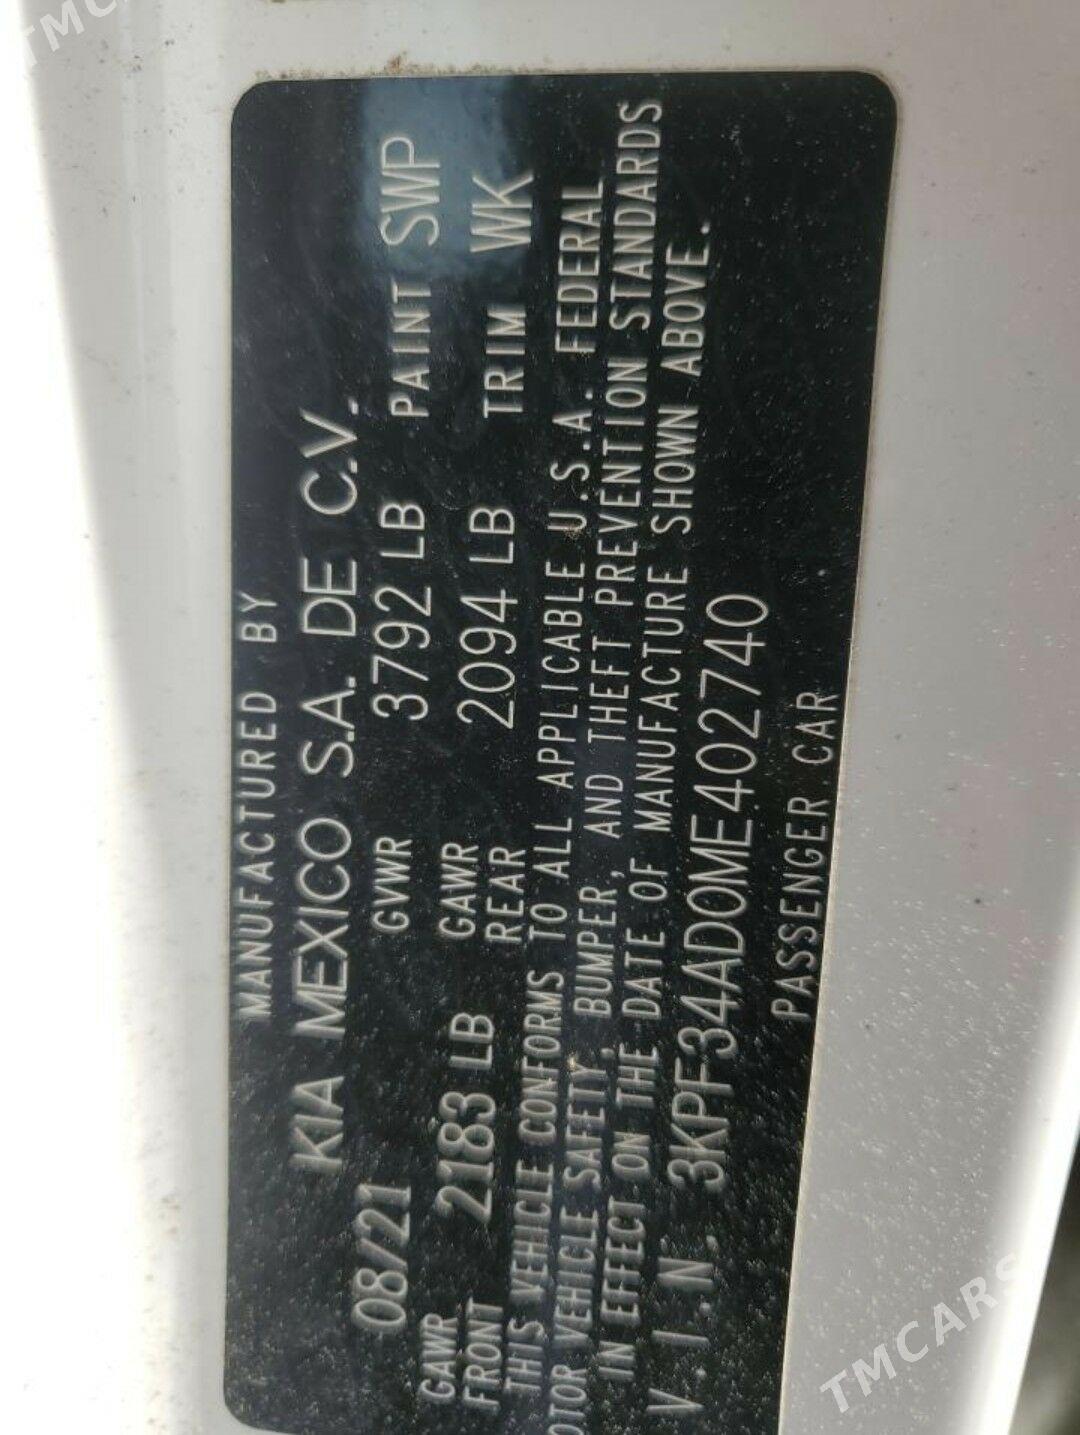 MANUFACTURED BY
KIA MEXICO S.A. DE C.V.
08/21 GVWR 3792 LB PAINT SWP
GAWR FRONT 2183 LB GAWR REAR 2094 LB TRIM WK
THIS VEHICLE CONFORMS TO ALL APPLICABLE U.S.A. FEDERAL
MOTOR VEHICLE SAFETY, BUMPER, AND THEFT PREVENTION STANDARDS
IN EFFECT ON THE DATE OF MANUFACTURE SHOWN ABOVE.
V.I.N. 3KPF34AD0ME402740
PASSENGER CAR
TMCARS